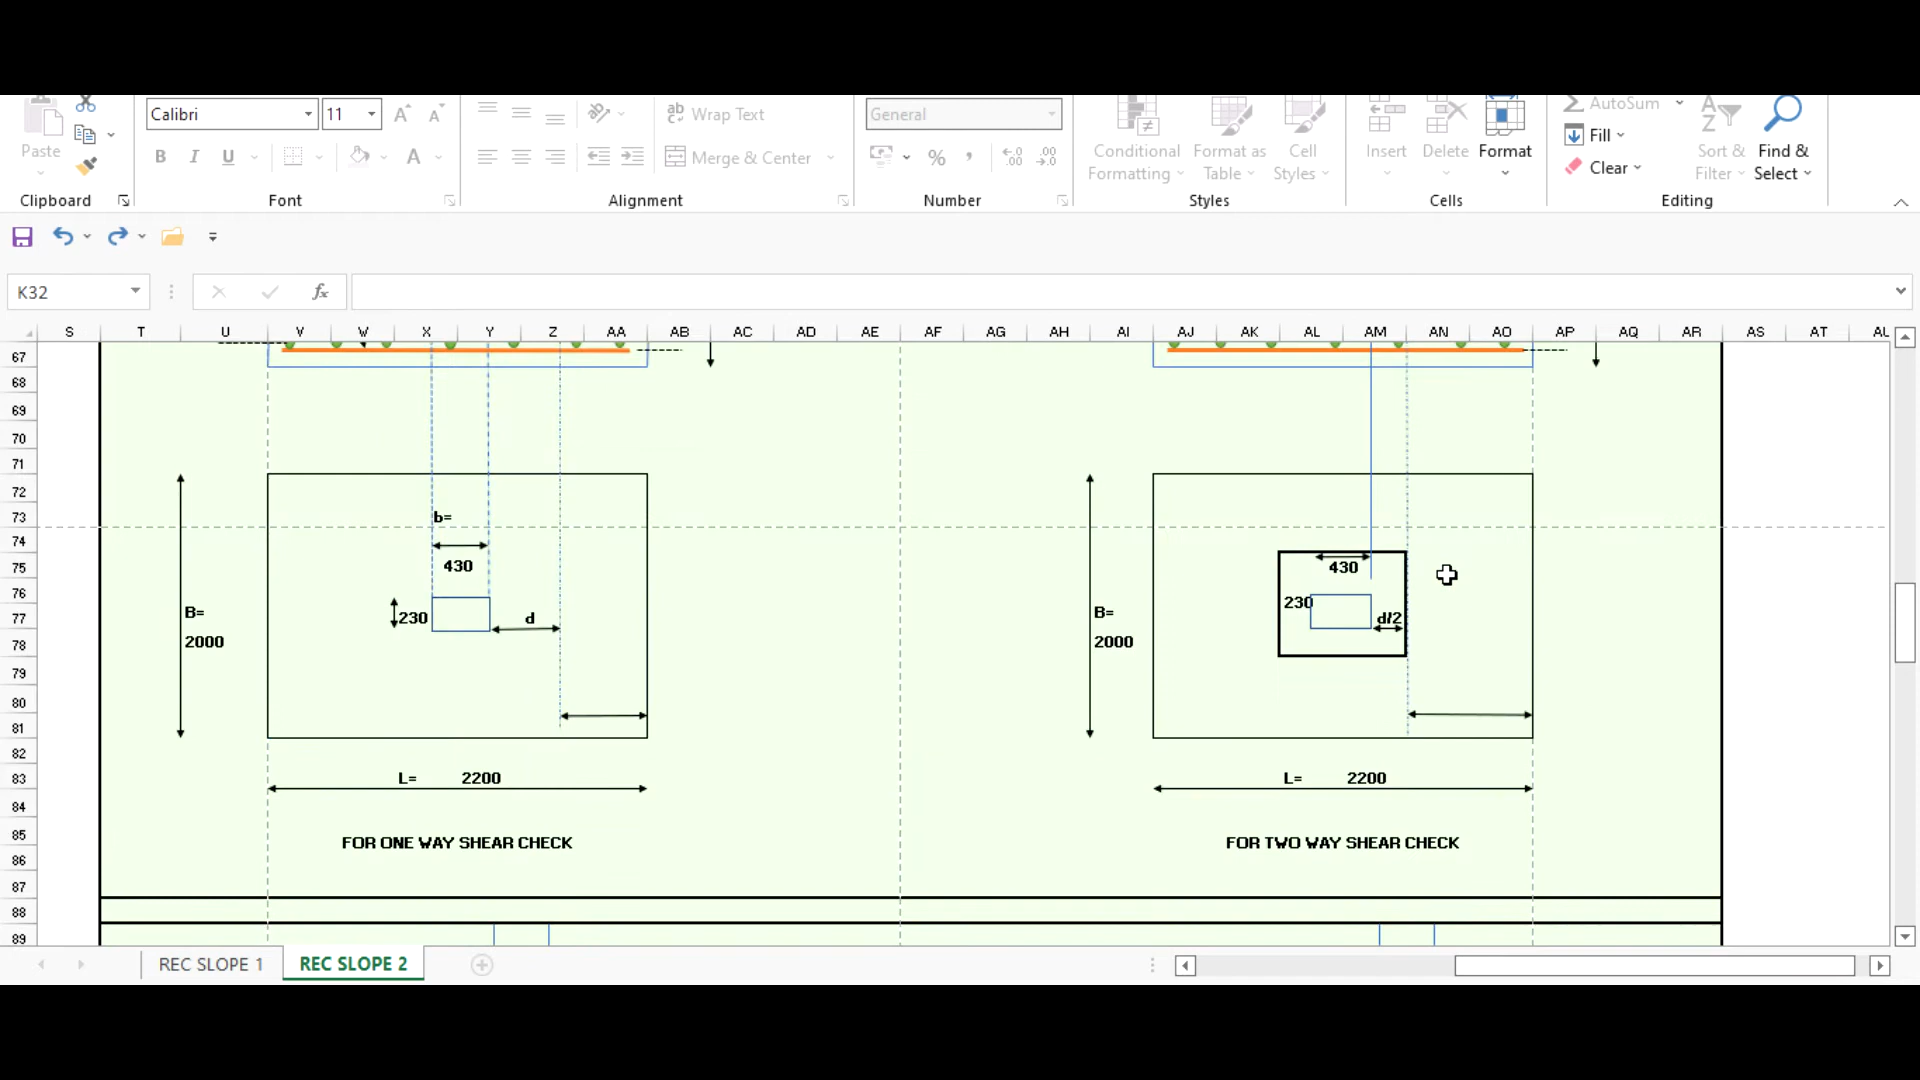 Calibri
11
ab Wrap Text
General
AutoSum
Paste
B I U
A
Merge & Center
%
Conditional Formatting
Format as Table
Cell Styles
Insert
Delete
Format
Fill
Clear
Sort & Filter
Find & Select
Clipboard
Font
Alignment
Number
Styles
Cells
Editing
K32
fx
S T U V W X Y Z AA AB AC AD AE AF AG AH AI AJ AK AL AM AN AO AP AQ AR AS AT AU
67
68
69
70
71
72
73
74
75
76
77
78
79
80
81
82
83
84
85
86
87
88
89
b=
430
230
d
B=
2000
L= 2200
FOR ONE WAY SHEAR CHECK
430
230
d/2
B=
2000
L= 2200
FOR TWO WAY SHEAR CHECK
REC SLOPE 1
REC SLOPE 2